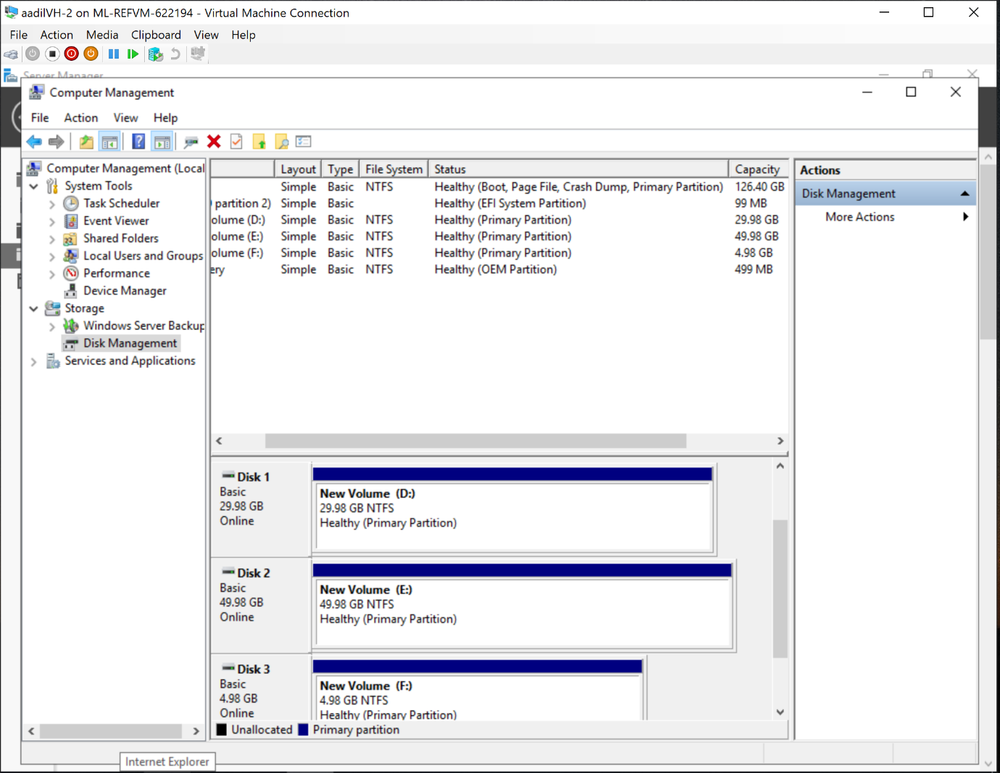 aadilVH-2 on ML-REFVM-622194 - Virtual Machine Connection
File Action Media Clipboard View Help
Server Manager
Computer Management
File Action View Help
Computer Management (Local
System Tools
Task Scheduler
Event Viewer
Shared Folders
Local Users and Groups
Performance
Device Manager
Storage
Windows Server Backup
Disk Management
Services and Applications
Layout Type File System Status Capacity
Simple Basic NTFS Healthy (Boot, Page File, Crash Dump, Primary Partition) 126.40 GB
partition 2) Simple Basic Healthy (EFI System Partition) 99 MB
olume (D:) Simple Basic NTFS Healthy (Primary Partition) 29.98 GB
olume (E:) Simple Basic NTFS Healthy (Primary Partition) 49.98 GB
olume (F:) Simple Basic NTFS Healthy (Primary Partition) 4.98 GB
ery Simple Basic NTFS Healthy (OEM Partition) 499 MB
Disk 1
Basic
29.98 GB
Online
New Volume (D:)
29.98 GB NTFS
Healthy (Primary Partition)
Disk 2
Basic
49.98 GB
Online
New Volume (E:)
49.98 GB NTFS
Healthy (Primary Partition)
Disk 3
Basic
4.98 GB
Online
New Volume (F:)
4.98 GB NTFS
Healthy (Primary Partition)
Unallocated Primary partition
Actions
Disk Management
More Actions
Internet Explorer